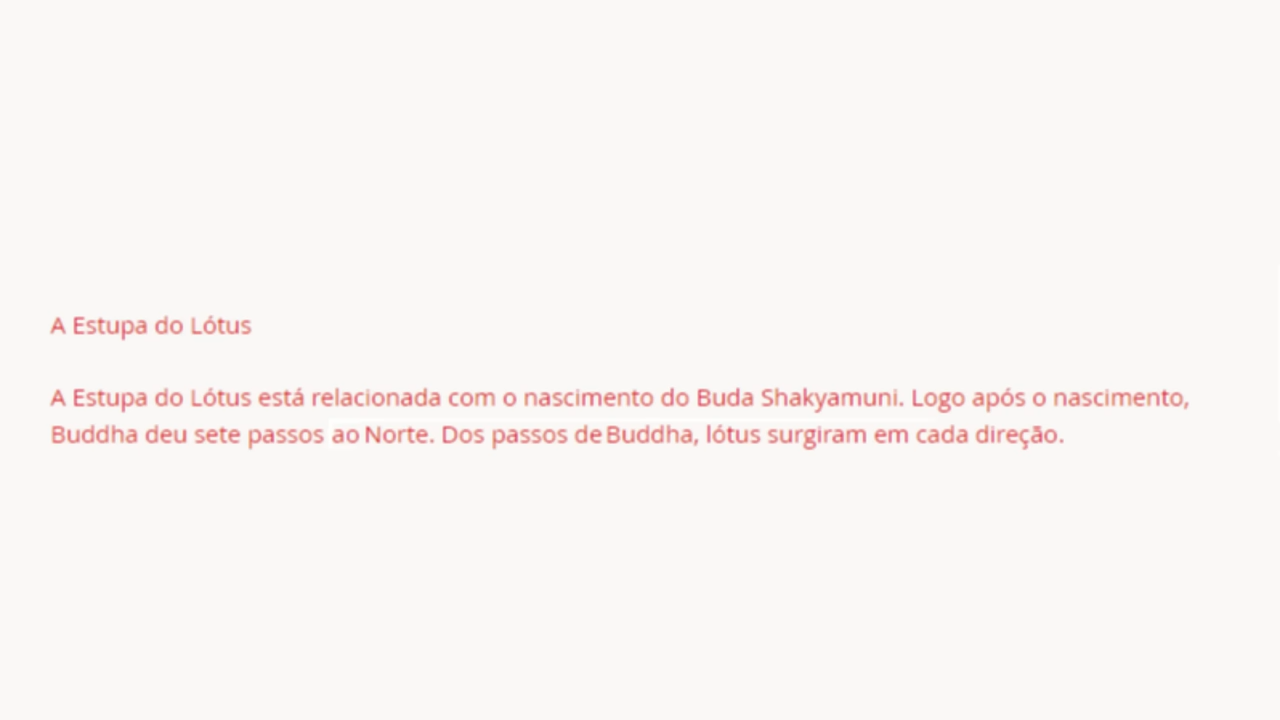 A Estupa do Lótus
A Estupa do Lótus está relacionada com o nascimento do Buda Shakyamuni. Logo após o nascimento,
Buddha deu sete passos ao Norte. Dos passos de Buddha, lótus surgiram em cada direção.